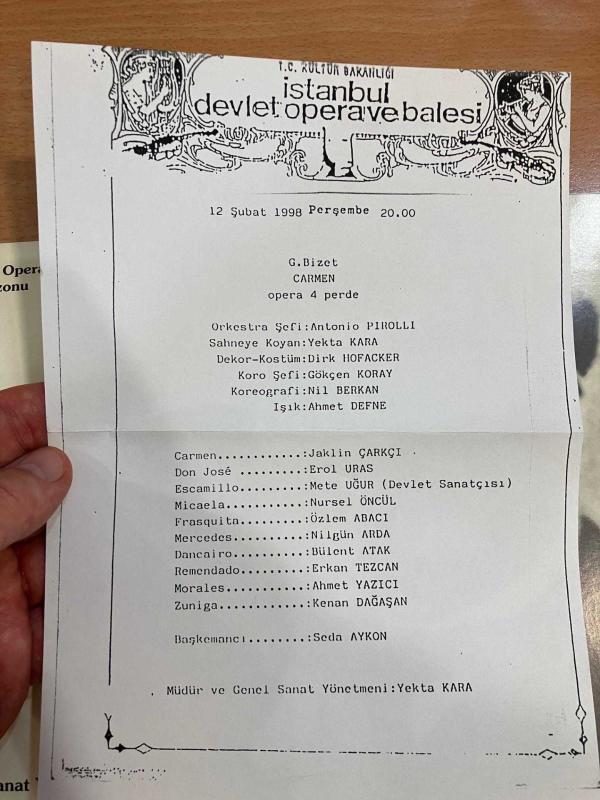 T.C. KÜLTÜR BAKANLIĞI
istanbul
devlet opera ve balesi
12 Şubat 1998 Perşembe 20.00
G.Bizet
CARMEN
opera 4 perde
Orkestra Şefi:Antonio PIROLLI
Sahneye Koyan:Yekta KARA
Dekor-Kostüm:Dirk HOFACKER
Koro Şefi:Gökçen KORAY
Koreografi:Nil BERKAN
Işık:Ahmet DEFNE
Carmen............:Jaklin ÇARKÇI
Don José .........:Erol URAS
Escamillo.........:Mete UĞUR (Devlet Sanatçısı)
Micaela...........:Nursel ÖNCÜL
Frasquita.........:Özlem ABACI
Mercedes..........:Nilgün ARDA
Dancairo..........:Bülent ATAK
Remendado.........:Erkan TEZCAN
Morales...........:Ahmet YAZICI
Zuniga............:Kenan DAĞAŞAN
Başkemancı........:Seda AYKON
Müdür ve Genel Sanat Yönetmeni:Yekta KARA
Opera